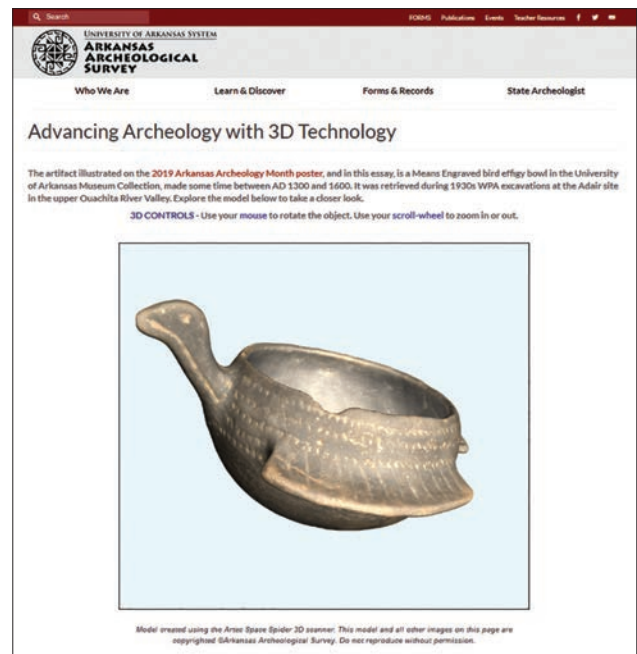 Search
FORMS Publications Events Teacher Resources
UNIVERSITY OF ARKANSAS SYSTEM
ARKANSAS
ARCHEOLOGICAL
SURVEY
Who We Are Learn & Discover Forms & Records State Archeologist
Advancing Archeology with 3D Technology
The artifact illustrated on the 2019 Arkansas Archeology Month poster, and in this essay, is a Means Engraved bird effigy bowl in the University
of Arkansas Museum Collection, made some time between AD 1300 and 1600. It was retrieved during 1930s WPA excavations at the Adair site
in the upper Ouachita River Valley. Explore the model below to take a closer look.
3D CONTROLS - Use your mouse to rotate the object. Use your scroll-wheel to zoom in or out.
Model created using the Artec Space Spider 3D scanner. This model and all other images on this page are
copyrighted ©Arkansas Archeological Survey. Do not reproduce without permission.